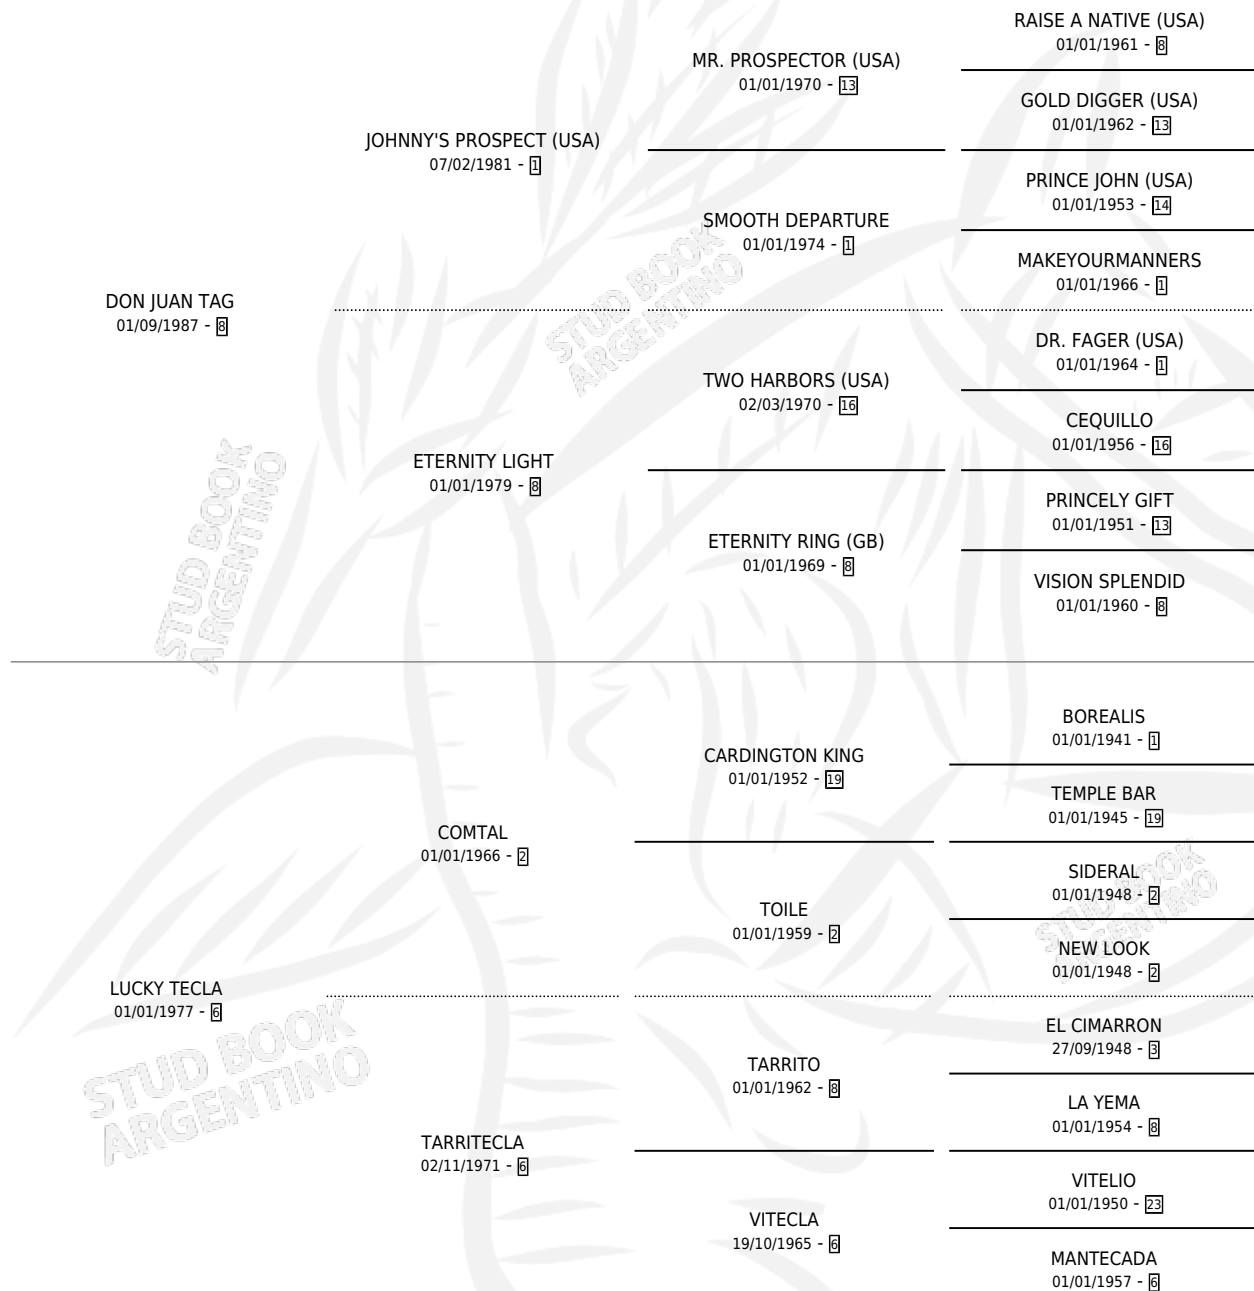 RAISE A NATIVE (USA)
01/01/1961 - 8
MR. PROSPECTOR (USA)
01/01/1970 - 13
GOLD DIGGER (USA)
01/01/1962 - 13
JOHNNY'S PROSPECT (USA)
07/02/1981 - 1
PRINCE JOHN (USA)
01/01/1953 - 14
SMOOTH DEPARTURE
01/01/1974 - 1
MAKEYOURMANNERS
01/01/1966 - 1
DON JUAN TAG
01/09/1987 - 8
DR. FAGER (USA)
01/01/1964 - 1
TWO HARBORS (USA)
02/03/1970 - 16
CEQUILLO
01/01/1956 - 16
ETERNITY LIGHT
01/01/1979 - 8
PRINCELY GIFT
01/01/1951 - 13
ETERNITY RING (GB)
01/01/1969 - 8
VISION SPLENDID
01/01/1960 - 8
BOREALIS
01/01/1941 - 1
CARDINGTON KING
01/01/1952 - 19
TEMPLE BAR
01/01/1945 - 19
COMTAL
01/01/1966 - 2
SIDERAL
01/01/1948 - 2
TOILE
01/01/1959 - 2
NEW LOOK
01/01/1948 - 2
LUCKY TECLA
01/01/1977 - 6
EL CIMARRON
27/09/1948 - 3
TARRITO
01/01/1962 - 8
LA YEMA
01/01/1954 - 8
TARRITECLA
02/11/1971 - 6
VITELIO
01/01/1950 - 23
VITECLA
19/10/1965 - 6
MANTECADA
01/01/1957 - 6
STUD BOOK
ARGENTINO
STUD BOOK
ARGENTINO
STUD BOOK
ARGENTINO
STUD BOOK
ARGENTINO